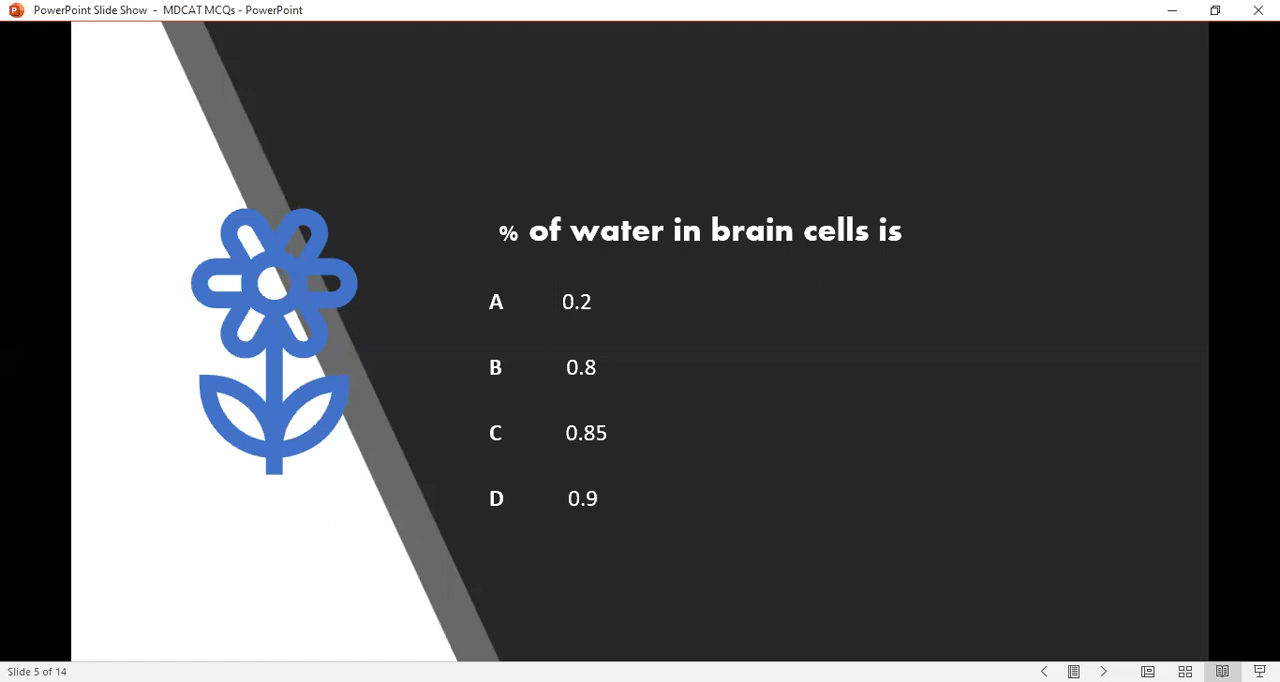 PowerPoint Slide Show - MDCAT MCQs - PowerPoint
% of water in brain cells is
A 0.2
B 0.8
C 0.85
D 0.9
Slide 5 of 14